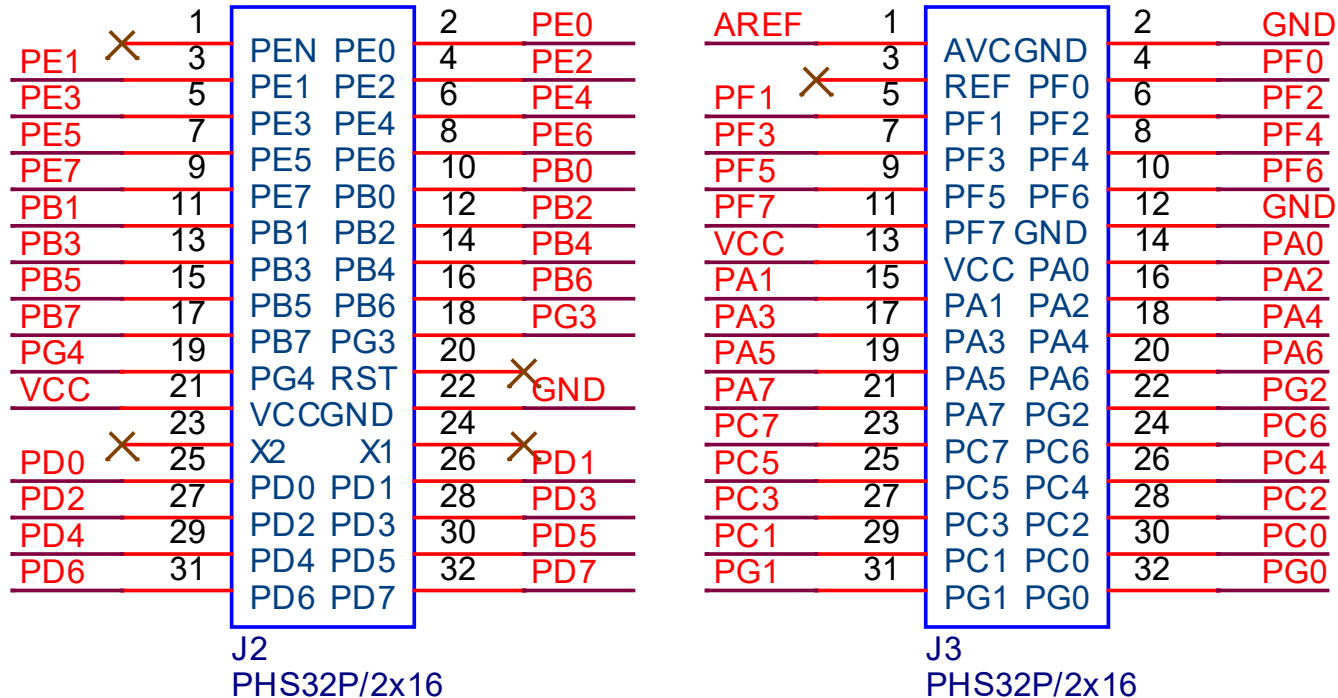 1 2 PE0
PEN PE0
PE1 3 4 PE2
PE1 PE2
PE3 5 6 PE4
PE3 PE4
PE5 7 8 PE6
PE5 PE6
PE7 9 10 PB0
PE7 PB0
PB1 11 12 PB2
PB1 PB2
PB3 13 14 PB4
PB3 PB4
PB5 15 16 PB6
PB5 PB6
PB7 17 18 PG3
PB7 PG3
PG4 19 20
PG4 RST
VCC 21 22 GND
VCCGND
23 24
X2 X1
PD0 25 26 PD1
PD0 PD1
PD2 27 28 PD3
PD2 PD3
PD4 29 30 PD5
PD4 PD5
PD6 31 32 PD7
PD6 PD7
J2
PHS32P/2x16
AREF 1 2 GND
AVCGND
3 4 PF0
REF PF0
PF1 5 6 PF2
PF1 PF2
PF3 7 8 PF4
PF3 PF4
PF5 9 10 PF6
PF5 PF6
PF7 11 12 GND
PF7 GND
VCC 13 14 PA0
VCC PA0
PA1 15 16 PA2
PA1 PA2
PA3 17 18 PA4
PA3 PA4
PA5 19 20 PA6
PA5 PA6
PA7 21 22 PG2
PA7 PG2
PC7 23 24 PC6
PC7 PC6
PC5 25 26 PC4
PC5 PC4
PC3 27 28 PC2
PC3 PC2
PC1 29 30 PC0
PC1 PC0
PG1 31 32 PG0
PG1 PG0
J3
PHS32P/2x16